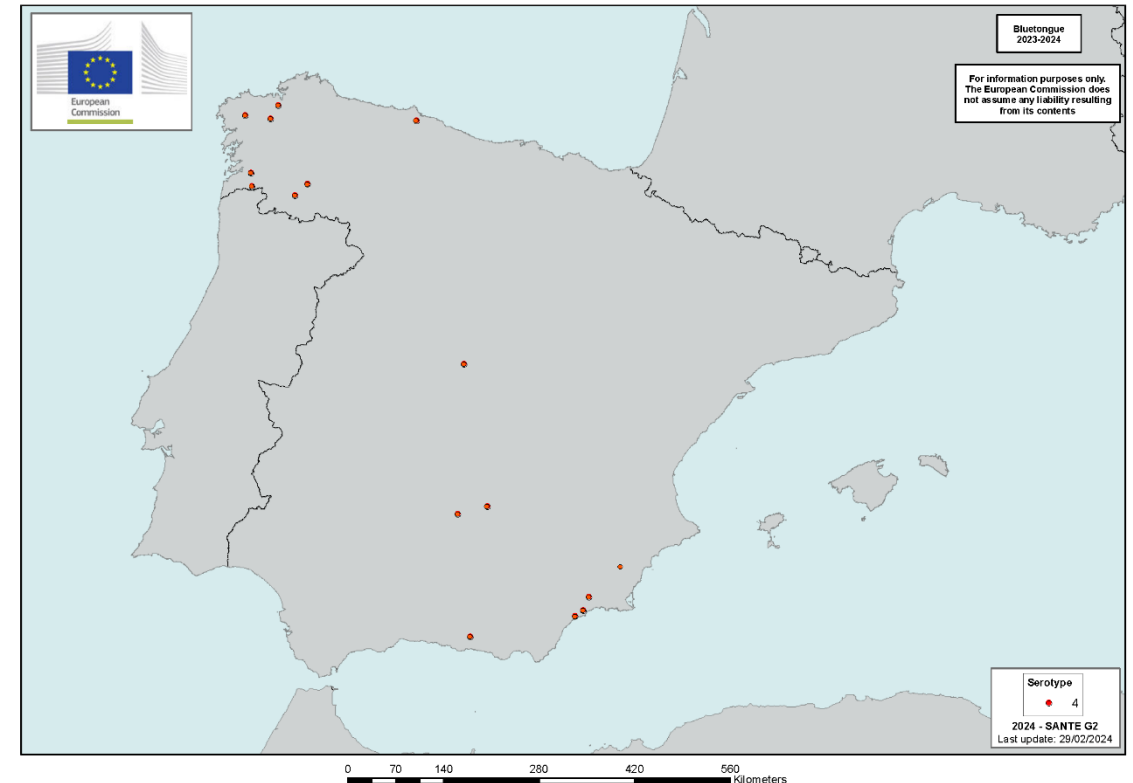 European
Commission
Bluetongue
2023-2024
For information purposes only.
The European Commission does
not assume any liability resulting
from its contents
Serotype
4
2024 - SANTE G2
Last update: 29/02/2024
0 70 140 280 420 560
Kilometers